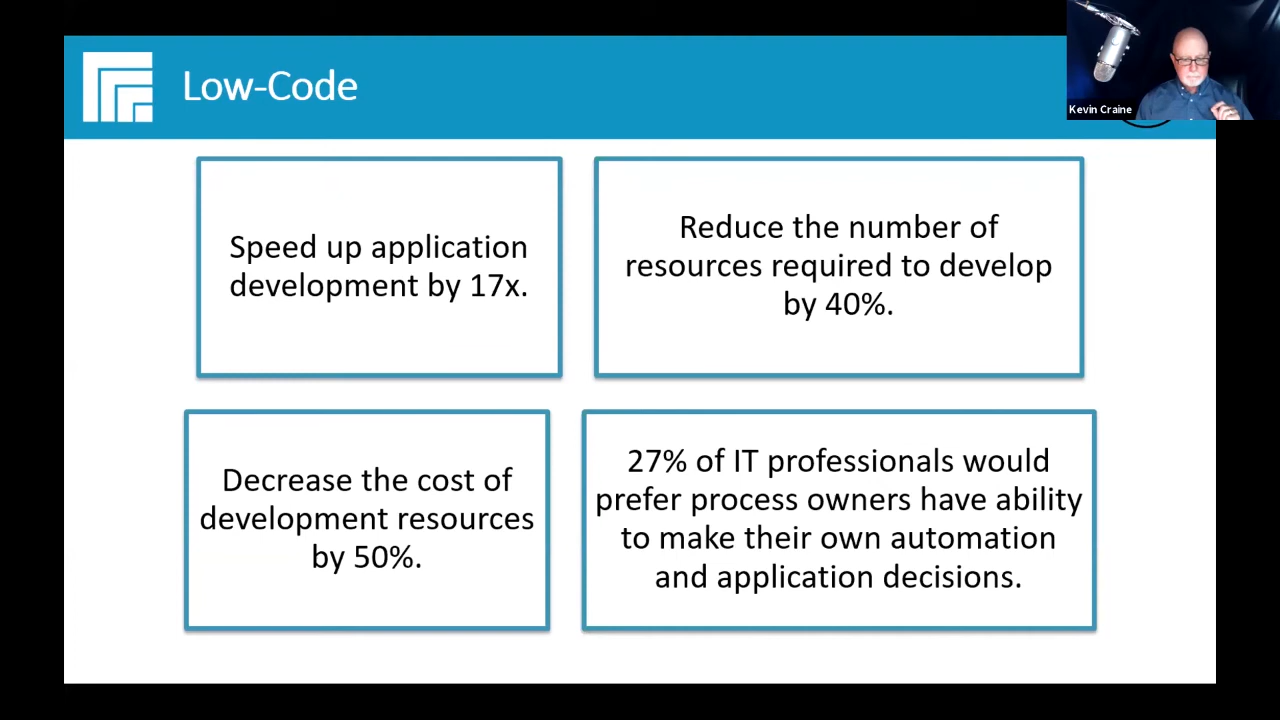 Low-Code
Kevin Craine
Speed up application
development by 17x.
Reduce the number of
resources required to develop
by 40%.
Decrease the cost of
development resources
by 50%.
27% of IT professionals would
prefer process owners have ability
to make their own automation
and application decisions.